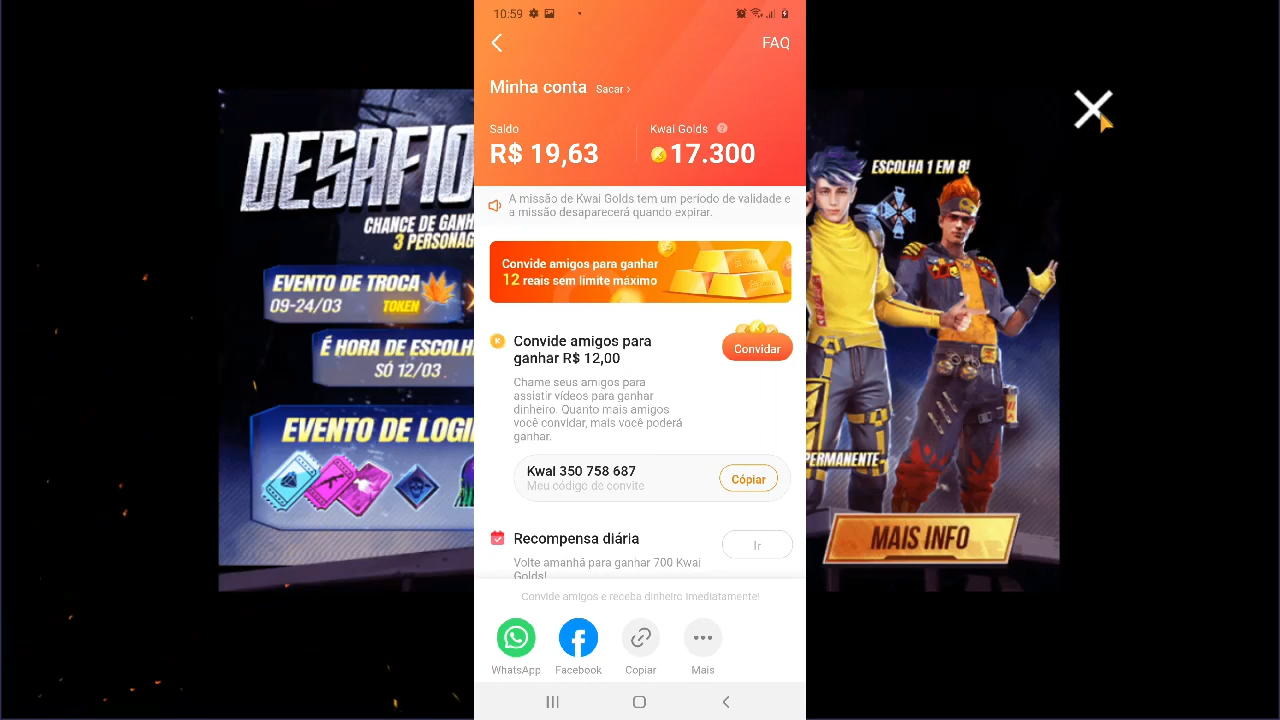 10:59
FAQ
Minha conta Sacar ›
Saldo
R$ 19,63
Kwai Golds ?
17.300
A missão de Kwai Golds tem um período de validade e
a missão desaparecerá quando expirar.
Convide amigos para ganhar
12 reais sem limite máximo
Convide amigos para
ganhar R$ 12,00
Convidar
Chame seus amigos para
assistir vídeos para ganhar
dinheiro. Quanto mais amigos
você convidar, mais você poderá
ganhar.
Kwai 350 758 687
Meu código de convite
Cópiar
Recompensa diária
Ir
Volte amanhã para ganhar 700 Kwai
Golds!
Convide amigos e receba dinheiro imediatamente!
WhatsApp
Facebook
Copiar
Mais
DESAFIO
CHANCE DE GANH
3 PERSONAG
EVENTO DE TROCA
09-24/03 TOKEN
É HORA DE ESCOLH
SÓ 12/03
EVENTO DE LOGI
ESCOLHA 1 EM 8!
PERMANENTE
MAIS INFO